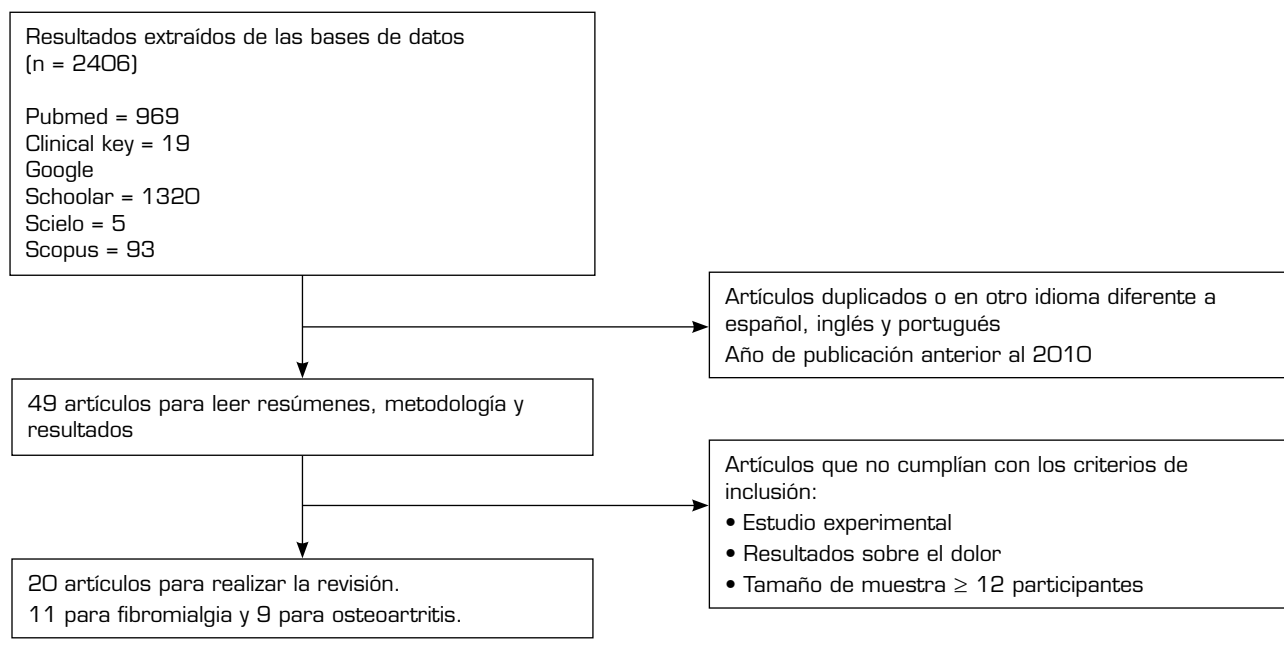 Resultados extraídos de las bases de datos
(n = 2406)
Pubmed = 969
Clinical key = 19
Google
Schoolar = 1320
Scielo = 5
Scopus = 93
Artículos duplicados o en otro idioma diferente a
español, inglés y portugués
Año de publicación anterior al 2010
49 artículos para leer resúmenes, metodología y
resultados
Artículos que no cumplían con los criterios de
inclusión:
• Estudio experimental
• Resultados sobre el dolor
• Tamaño de muestra ≥ 12 participantes
20 artículos para realizar la revisión.
11 para fibromialgia y 9 para osteoartritis.